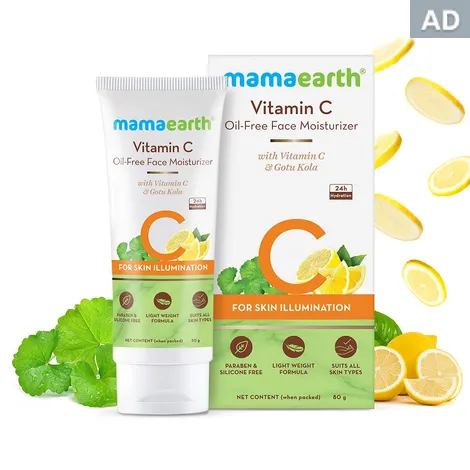 AD
mamaearth®
Vitamin C
Oil-Free Face Moisturizer
with Vitamin C
& Gotu Kola
24h
Hydration
C
FOR SKIN ILLUMINATION
PARABEN &
SILICONE FREE
LIGHT WEIGHT
FORMULA
SUITS ALL
SKIN TYPES
NET CONTENT (when packed) 80 g
mamaearth®
Vitamin C
Oil-Free Face Moisturizer
with Vitamin C
& Gotu Kola
24h
Hydration
C
FOR SKIN ILLUMINATION
PARABEN &
SILICONE FREE
LIGHT WEIGHT
FORMULA
SUITS ALL
SKIN TYPES
NET CONTENT (when packed) 80 g